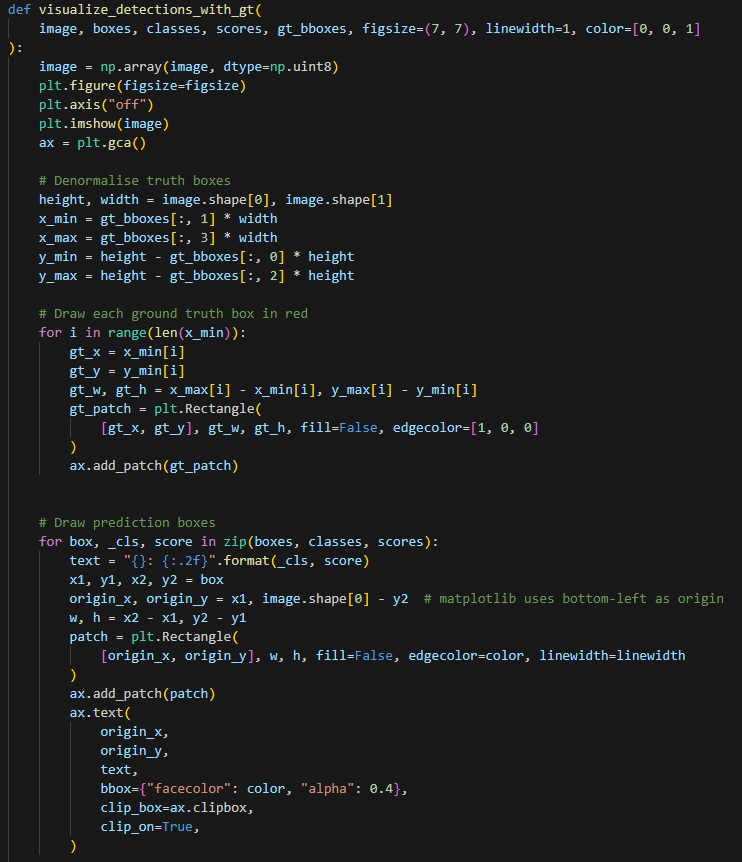 def visualize_detections_with_gt(
    image, boxes, classes, scores, gt_bboxes, figsize=(7, 7), linewidth=1, color=[0, 0, 1]
):
    image = np.array(image, dtype=np.uint8)
    plt.figure(figsize=figsize)
    plt.axis("off")
    plt.imshow(image)
    ax = plt.gca()

    # Denormalise truth boxes
    height, width = image.shape[0], image.shape[1]
    x_min = gt_bboxes[:, 1] * width
    x_max = gt_bboxes[:, 3] * width
    y_min = height - gt_bboxes[:, 0] * height
    y_max = height - gt_bboxes[:, 2] * height

    # Draw each ground truth box in red
    for i in range(len(x_min)):
        gt_x = x_min[i]
        gt_y = y_min[i]
        gt_w, gt_h = x_max[i] - x_min[i], y_max[i] - y_min[i]
        gt_patch = plt.Rectangle(
            [gt_x, gt_y], gt_w, gt_h, fill=False, edgecolor=[1, 0, 0]
        )
        ax.add_patch(gt_patch)


    # Draw prediction boxes
    for box, _cls, score in zip(boxes, classes, scores):
        text = "{}: {:.2f}".format(_cls, score)
        x1, y1, x2, y2 = box
        origin_x, origin_y = x1, image.shape[0] - y2  # matplotlib uses bottom-left as origin
        w, h = x2 - x1, y2 - y1
        patch = plt.Rectangle(
            [origin_x, origin_y], w, h, fill=False, edgecolor=color, linewidth=linewidth
        )
        ax.add_patch(patch)
        ax.text(
            origin_x,
            origin_y,
            text,
            bbox={"facecolor": color, "alpha": 0.4},
            clip_box=ax.clipbox,
            clip_on=True,
        )